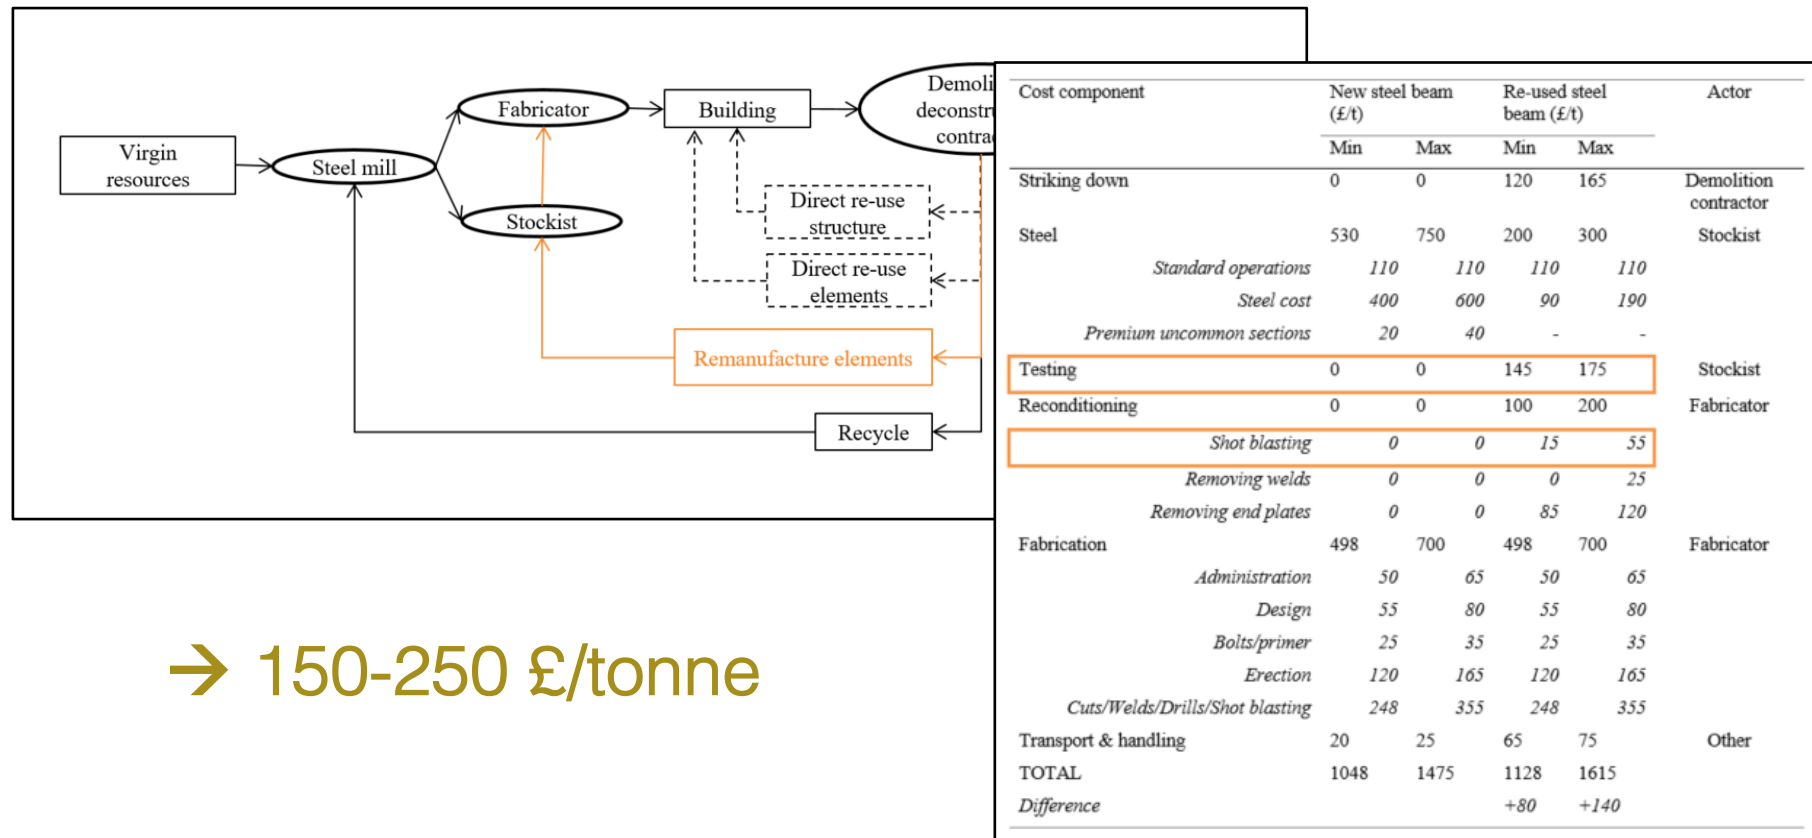 Virgin
resources
Steel mill
Fabricator
Stockist
Building
Demoli
deconstr
contra
Direct re-use
structure
Direct re-use
elements
Remanufacture elements
Recycle
→ 150-250 £/tonne
Cost component New steel beam Re-used steel Actor
(£/t) beam (£/t)
Min Max Min Max
Striking down 0 0 120 165 Demolition
contractor
Steel 530 750 200 300 Stockist
Standard operations 110 110 110 110
Steel cost 400 600 90 190
Premium uncommon sections 20 40 - -
Testing 0 0 145 175 Stockist
Reconditioning 0 0 100 200 Fabricator
Shot blasting 0 0 15 55
Removing welds 0 0 0 25
Removing end plates 0 0 85 120
Fabrication 498 700 498 700 Fabricator
Administration 50 65 50 65
Design 55 80 55 80
Bolts/primer 25 35 25 35
Erection 120 165 120 165
Cuts/Welds/Drills/Shot blasting 248 355 248 355
Transport & handling 20 25 65 75 Other
TOTAL 1048 1475 1128 1615
Difference +80 +140